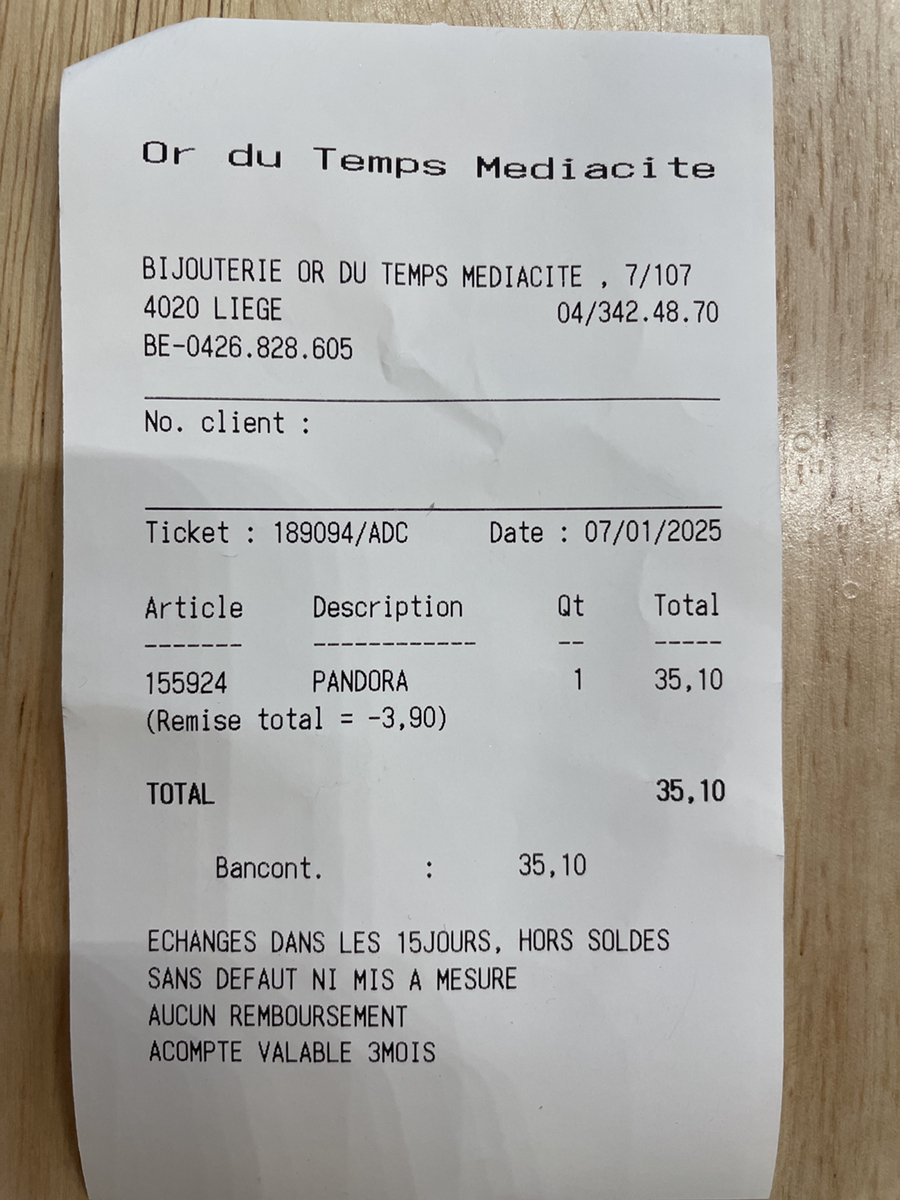 Or du Temps Mediacite
BIJOUTERIE OR DU TEMPS MEDIACITE , 7/107
4020 LIEGE 04/342.48.70
BE-0426.828.605
No. client :
Ticket : 189094/ADC Date : 07/01/2025
Article Description Qt Total
------- ------------ -- -----
155924 PANDORA 1 35,10
(Remise total = -3,90)
TOTAL 35,10
Bancont. : 35,10
ECHANGES DANS LES 15JOURS, HORS SOLDES
SANS DEFAUT NI MIS A MESURE
AUCUN REMBOURSEMENT
ACOMPTE VALABLE 3MOIS